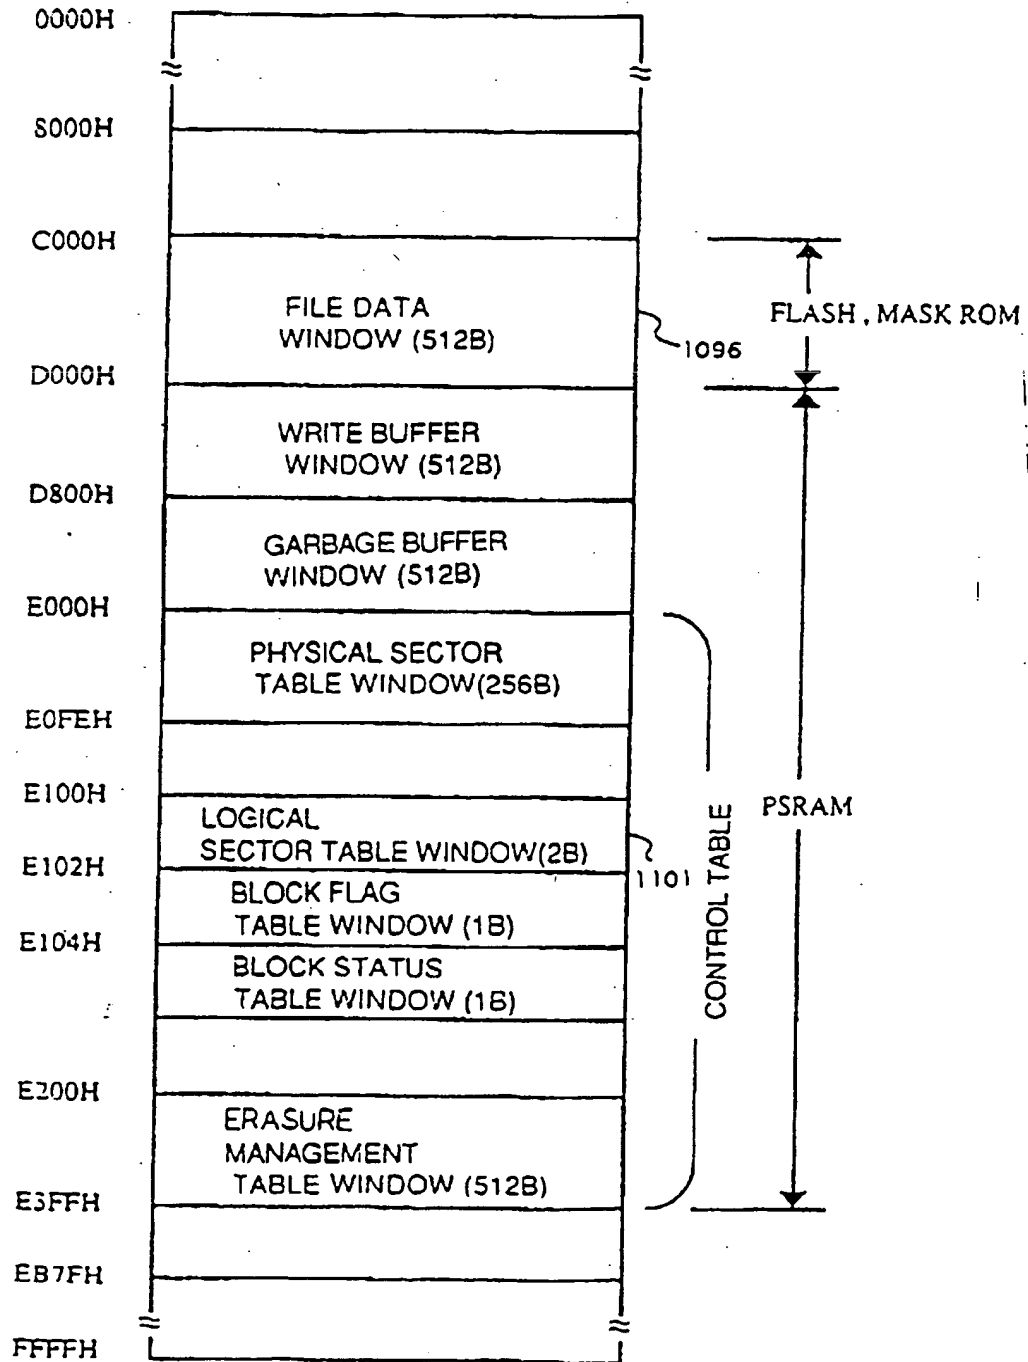 0000H
8000H
C000H
FILE DATA
WINDOW (512B)
FLASH, MASK ROM
1096
D000H
WRITE BUFFER
WINDOW (512B)
D800H
GARBAGE BUFFER
WINDOW (512B)
E000H
PHYSICAL SECTOR
TABLE WINDOW(256B)
E0FEH
E100H
PSRAM
LOGICAL
SECTOR TABLE WINDOW(2B)
E102H
1101
CONTROL TABLE
BLOCK FLAG
TABLE WINDOW (1B)
E104H
BLOCK STATUS
TABLE WINDOW (1B)
E200H
ERASURE
MANAGEMENT
TABLE WINDOW (512B)
E3FFH
EB7FH
FFFFH